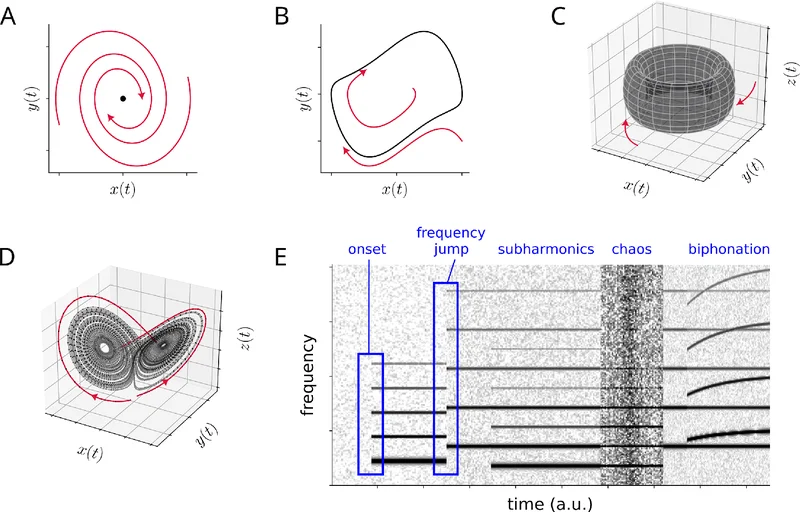 A
y(t)
x(t)
B
y(t)
x(t)
C
z(t)
y(t)
x(t)
D
z(t)
y(t)
x(t)
E
onset
frequency
jump
subharmonics
chaos
biphonation
frequency
time (a.u.)